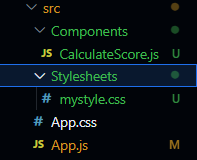 src
Components
JS CalculateScore.js U
Stylesheets
# mystyle.css U
# App.css
JS App.js M